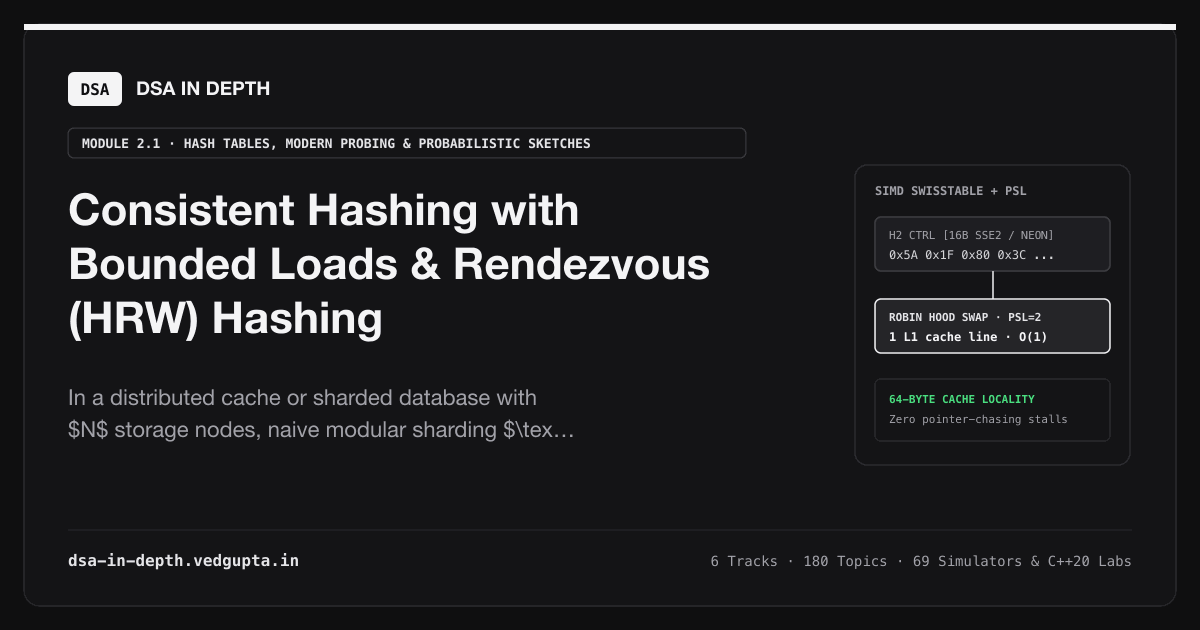 DSA
DSA IN DEPTH
MODULE 2.1 · HASH TABLES, MODERN PROBING & PROBABILISTIC SKETCHES
Consistent Hashing with
Bounded Loads & Rendezvous
(HRW) Hashing
In a distributed cache or sharded database with
$N$ storage nodes, naive modular sharding $\tex…
SIMD SWISSTABLE + PSL
H2 CTRL [16B SSE2 / NEON]
0x5A 0x1F 0x80 0x3C ...
ROBIN HOOD SWAP · PSL=2
1 L1 cache line · O(1)
64-BYTE CACHE LOCALITY
Zero pointer-chasing stalls
dsa-in-depth.vedgupta.in
6 Tracks · 180 Topics · 69 Simulators & C++20 Labs